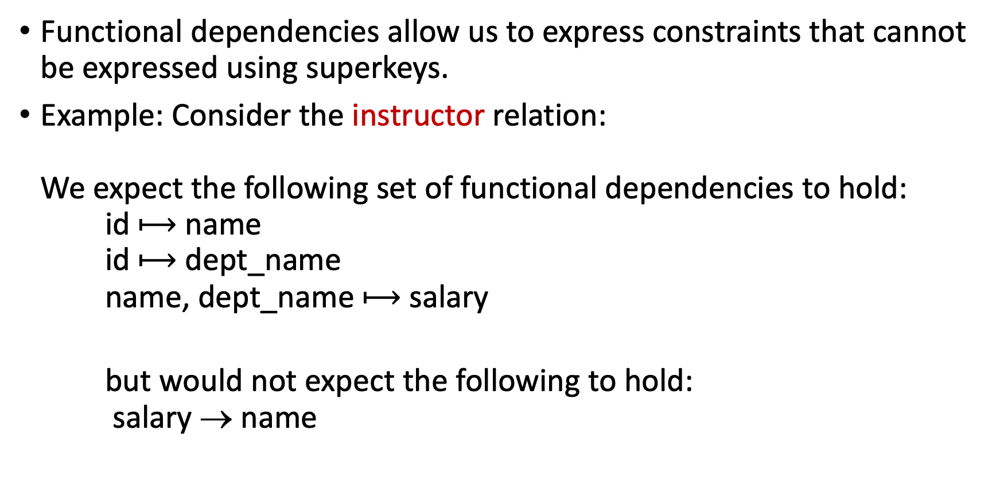 • Functional dependencies allow us to express constraints that cannot
be expressed using superkeys.
• Example: Consider the instructor relation:
We expect the following set of functional dependencies to hold:
id ⟼ name
id ⟼ dept_name
name, dept_name ⟼ salary
but would not expect the following to hold:
salary → name